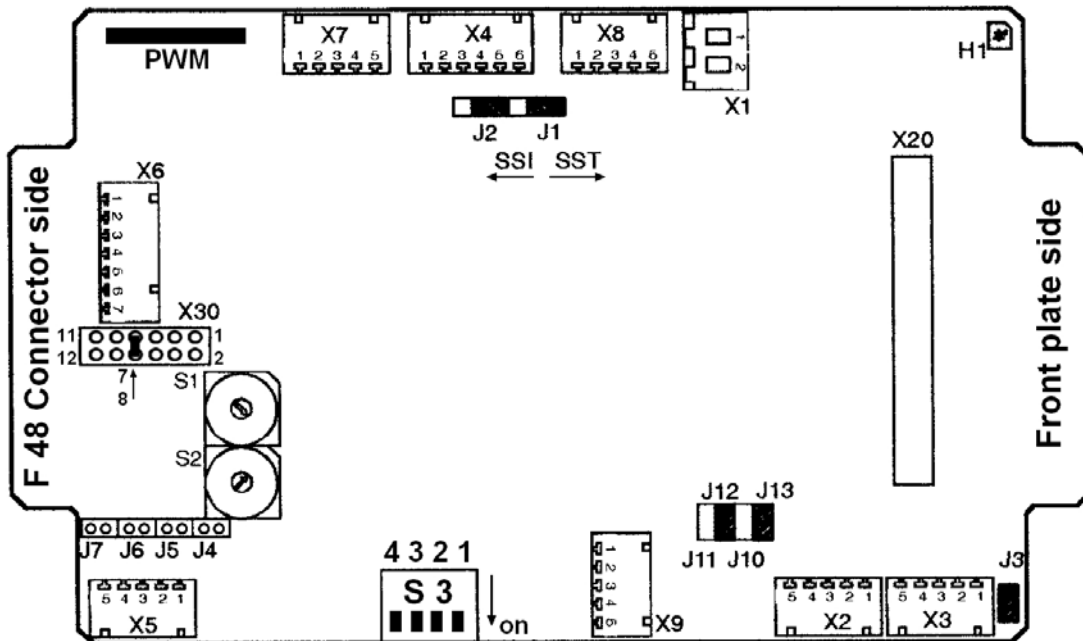 PWM
X7
1 2 3 4 5
X4
1 2 3 4 5 6
X8
1 2 3 4 5
1
2
X1
H1
J2 J1
SSI SST
X20
X6
1
2
3
4
5
6
7
F 48 Connector side
Front plate side
X30
11 1
12 2
7
8
S1
S2
J7 J6 J5 J4
5 4 3 2 1
X5
4 3 2 1
S 3
on
1
2
3
4
5
X9
J12 J13
J11 J10
5 4 3 2 1
X2
5 4 3 2 1
X3
J3